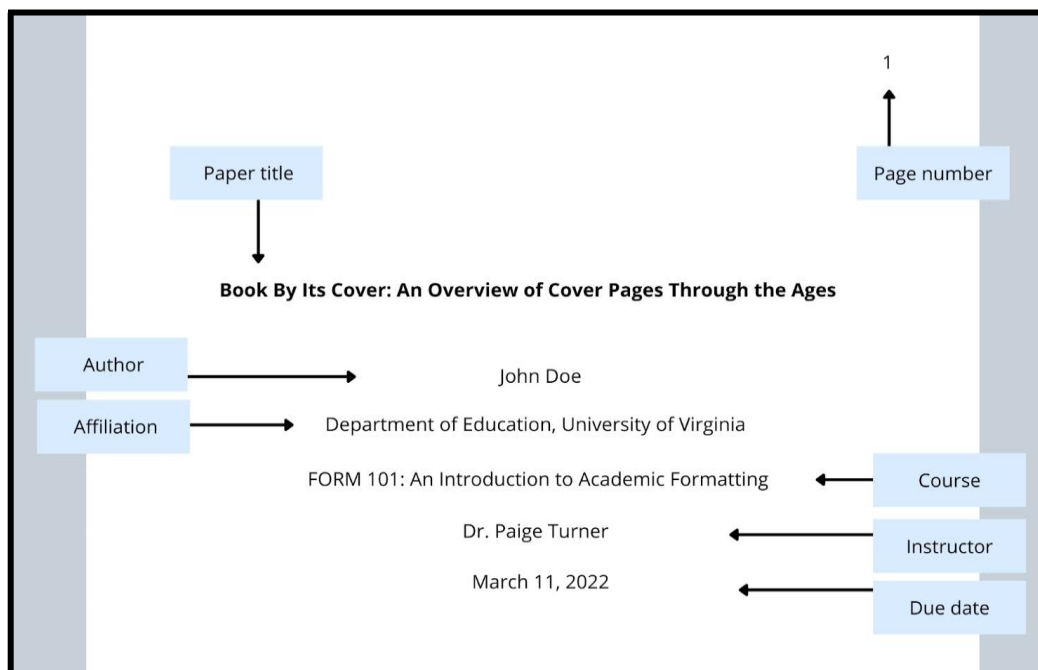 1
Paper title
Page number
Book By Its Cover: An Overview of Cover Pages Through the Ages
Author
John Doe
Affiliation
Department of Education, University of Virginia
FORM 101: An Introduction to Academic Formatting
Course
Dr. Paige Turner
Instructor
March 11, 2022
Due date